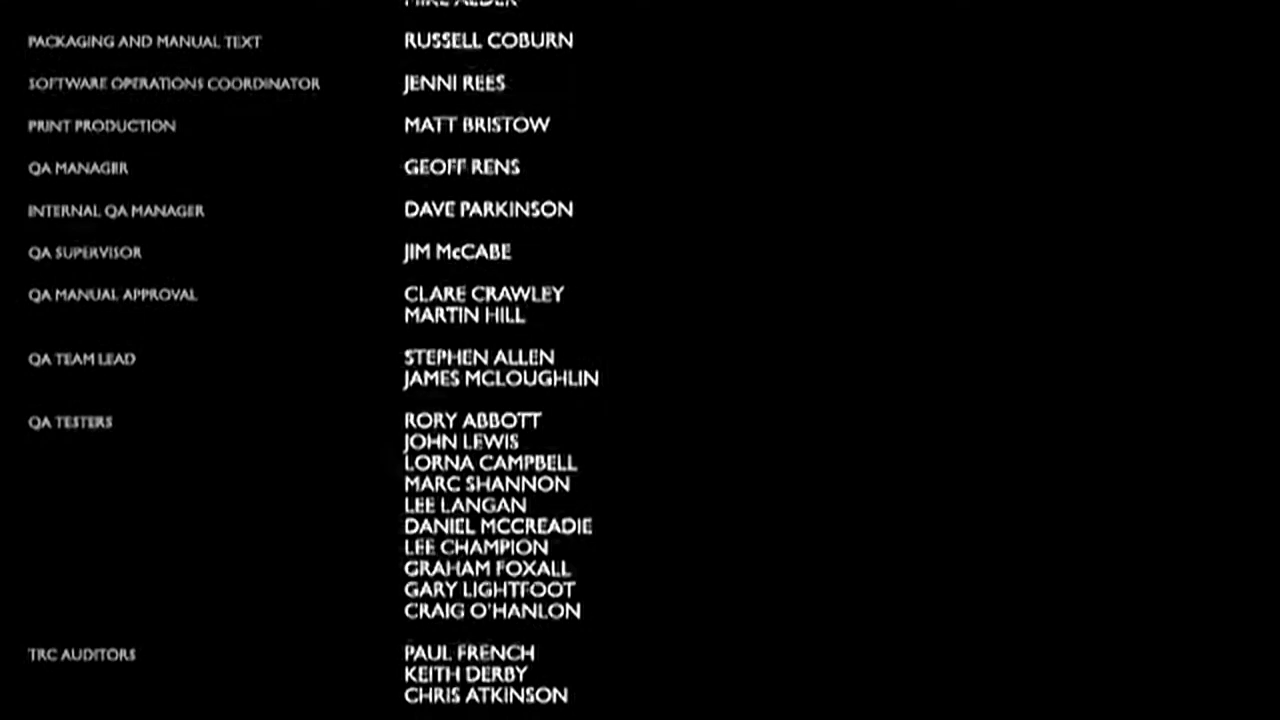 MIKE ALDER
PACKAGING AND MANUAL TEXT RUSSELL COBURN
SOFTWARE OPERATIONS COORDINATOR JENNI REES
PRINT PRODUCTION MATT BRISTOW
QA MANAGER GEOFF RENS
INTERNAL QA MANAGER DAVE PARKINSON
QA SUPERVISOR JIM McCABE
QA MANUAL APPROVAL CLARE CRAWLEY
MARTIN HILL
QA TEAM LEAD STEPHEN ALLEN
JAMES MCLOUGHLIN
QA TESTERS RORY ABBOTT
JOHN LEWIS
LORNA CAMPBELL
MARC SHANNON
LEE LANGAN
DANIEL MCCREADIE
LEE CHAMPION
GRAHAM FOXALL
GARY LIGHTFOOT
CRAIG O'HANLON
TRC AUDITORS PAUL FRENCH
KEITH DERBY
CHRIS ATKINSON